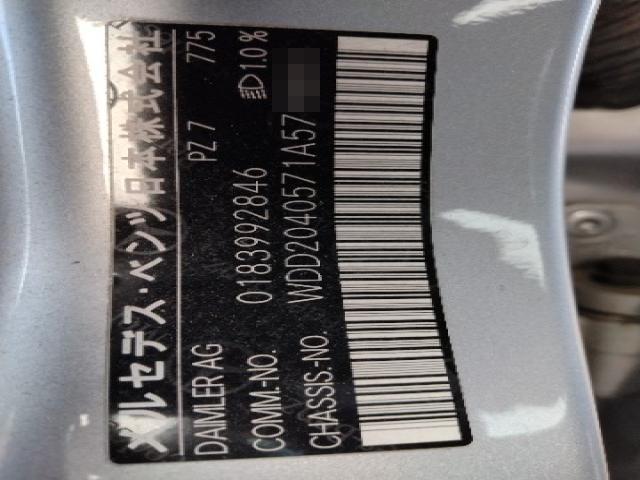 メルセデス・ベンツ日本株式会社
DAIMLER AG PZ 7 775
COMM.-NO. 0183992846 1.0 %
CHASSIS.-NO. WDD2040571A57